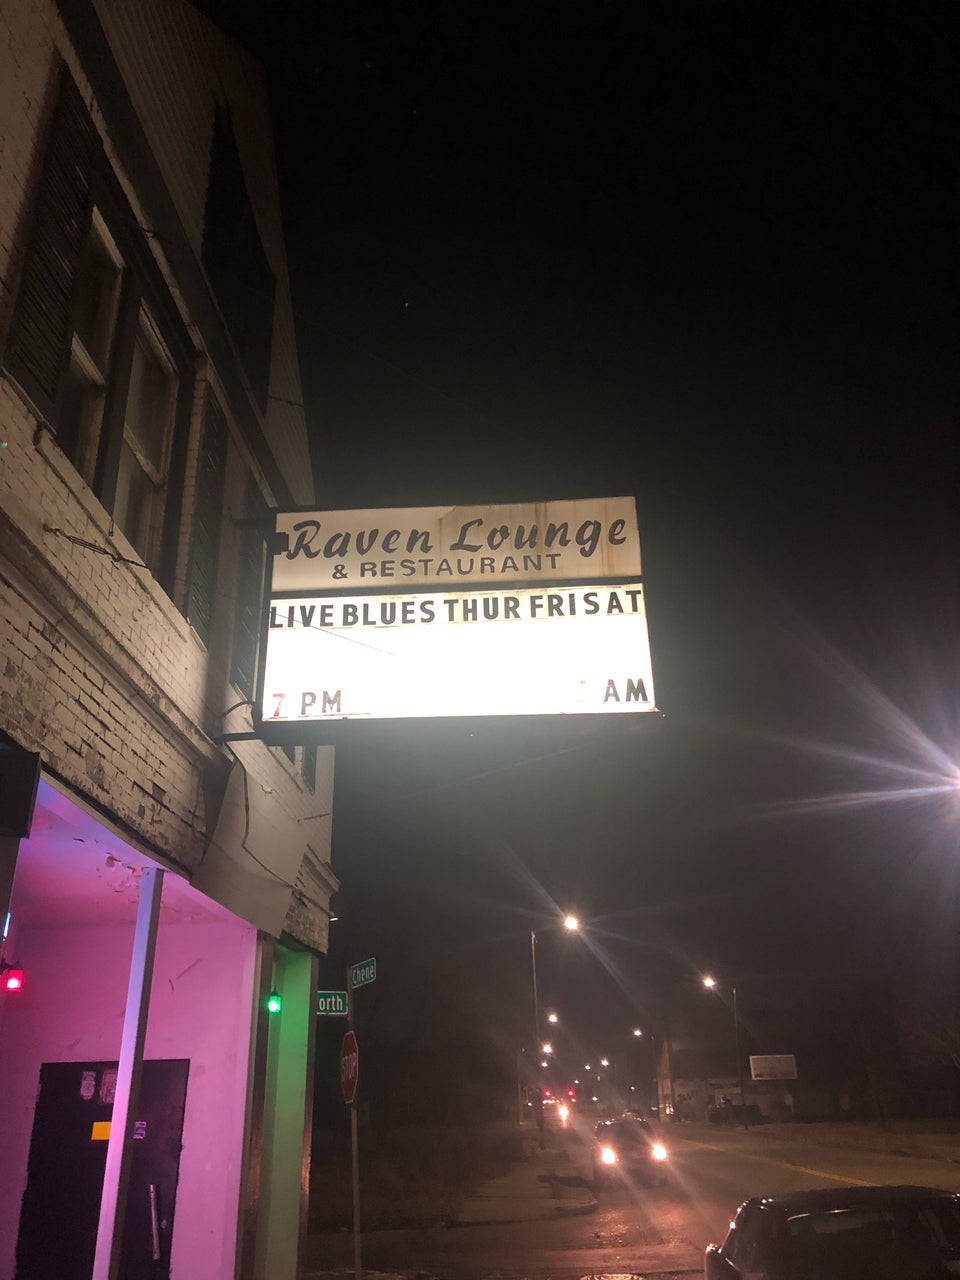 Raven Lounge
& RESTAURANT
LIVE BLUES THUR FRI SAT
7 PM AM
Chene
orth
STOP